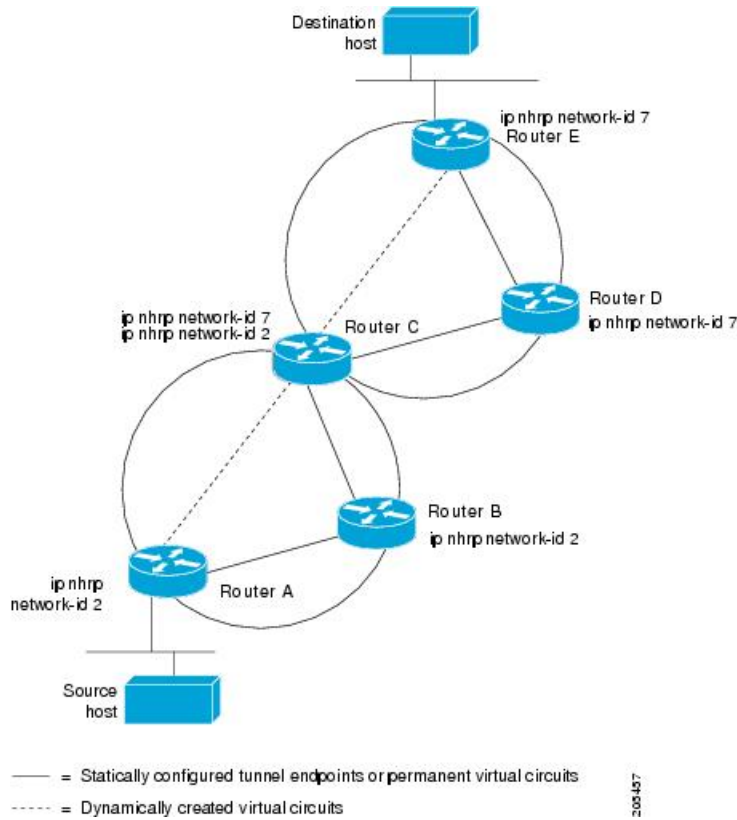 Destination
host
ip nhrp network-id 7
Router E
Router D
ip nhrp network-id 7
ip nhrp network-id 7
ip nhrp network-id 2
Router C
Router B
ip nhrp network-id 2
ip nhrp
network-id 2
Router A
Source
host
= Statically configured tunnel endpoints or permanent virtual circuits
= Dynamically created virtual circuits